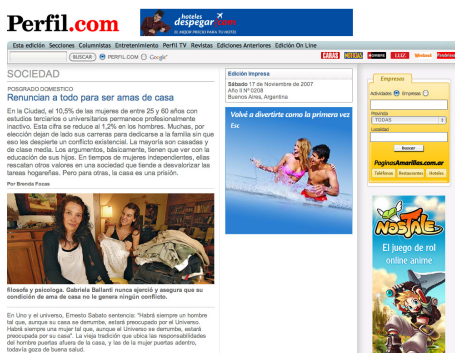 Perfil.com
hoteles
despegar.com
EL MEJOR PRECIO PARA TU HOTEL
Esta edición Secciones Columnistas Entretenimiento Perfil TV Revistas Ediciones Anteriores Edición On Line
BUSCAR PERFIL.COM Google
CARAS NOTICIAS
Weekend
SOCIEDAD
POSGRADO DOMESTICO
Renuncian a todo para ser amas de casa
En la Ciudad, el 10,5% de las mujeres de entre 25 y 60 años con
estudios terciarios o universitarios permanece profesionalmente
inactivo. Esta cifra se reduce al 1,2% en los hombres. Muchas, por
elección dejan de lado sus carreras para dedicarse a la familia sin que
eso les despierte un conflicto existencial. La mayoría son casadas y
de clase media. Los argumentos, básicamente, tienen que ver con la
educación de sus hijos. En tiempos de mujeres independientes, ellas
rescatan otros valores en una sociedad que tiende a desvalorizar las
tareas hogareñas. Pero para otras, la casa es una prisión.
Por Brenda Focas
filosofa y psicologa. Gabriela Ballanti nunca ejerció y asegura que su
condición de ama de casa no le genera ningún conflicto.
En Uno y el universo, Ernesto Sabato sentencia: "Habrá siempre un hombre
tal que, aunque su casa se derrumbe, estará preocupado por el Universo.
Habrá siempre una mujer tal que, aunque el Universo se derrumbe, estará
preocupada por su casa". La vieja tradición que ubica las responsabilidades
del hombre puertas afuera de la casa, y las de la mujer puertas adentro,
todavía goza de buena salud.
Edición Impresa
Sábado 17 de Noviembre de 2007
Año II Nº 0208
Buenos Aires, Argentina
Volvé a divertirte como la primera vez
Esc
Empresas
Actividades Empresas
Provincia
TODAS
Localidad
Buscar
PaginasAmarillas.com.ar
Teléfonos Restaurantes Hoteles
NOSTALE
El juego de rol
online anime